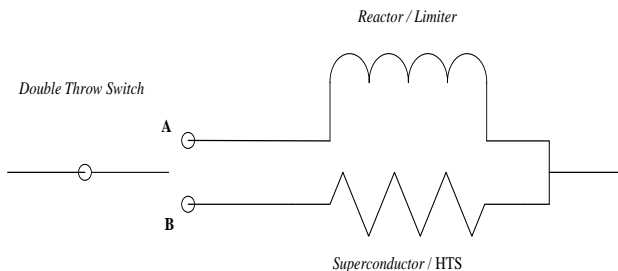 Reactor / Limiter
Double Throw Switch
A
B
Superconductor / HTS